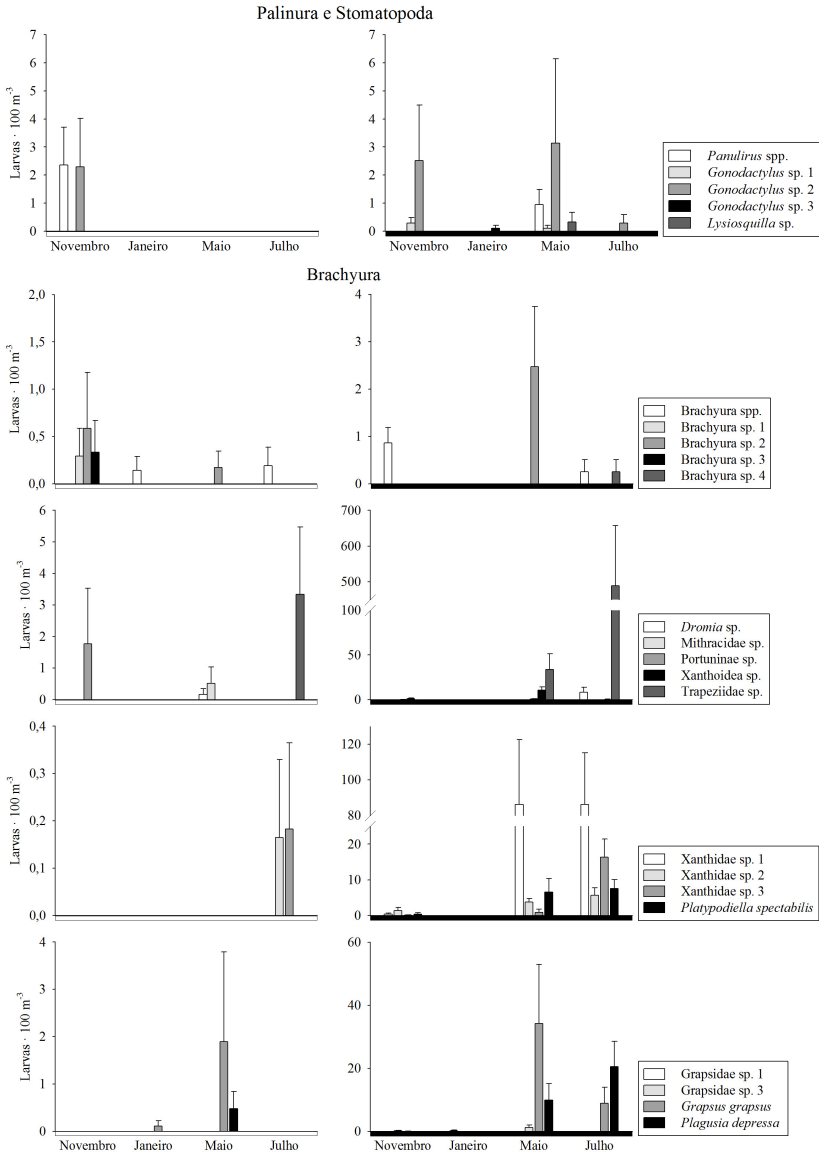 Palinura e Stomatopoda
7
6
5
4
3
2
1
0
Larvas · 100 m⁻³
Novembro Janeiro Maio Julho
7
6
5
4
3
2
1
0
Novembro Janeiro Maio Julho
Panulirus spp.
Gonodactylus sp. 1
Gonodactylus sp. 2
Gonodactylus sp. 3
Lysiosquilla sp.
Brachyura
2,0
1,5
1,0
0,5
0,0
Larvas · 100 m⁻³
4
3
2
1
0
Brachyura spp.
Brachyura sp. 1
Brachyura sp. 2
Brachyura sp. 3
Brachyura sp. 4
6
5
4
3
2
1
0
Larvas · 100 m⁻³
700
600
500
100
50
0
Dromia sp.
Mithracidae sp.
Portuninae sp.
Xanthoidea sp.
Trapeziidae sp.
0,4
0,3
0,2
0,1
0,0
Larvas · 100 m⁻³
120
100
80
20
10
0
Xanthidae sp. 1
Xanthidae sp. 2
Xanthidae sp. 3
Platypodiella spectabilis
4
3
2
1
0
Larvas · 100 m⁻³
Novembro Janeiro Maio Julho
60
40
20
0
Novembro Janeiro Maio Julho
Grapsidae sp. 1
Grapsidae sp. 3
Grapsus grapsus
Plagusia depressa